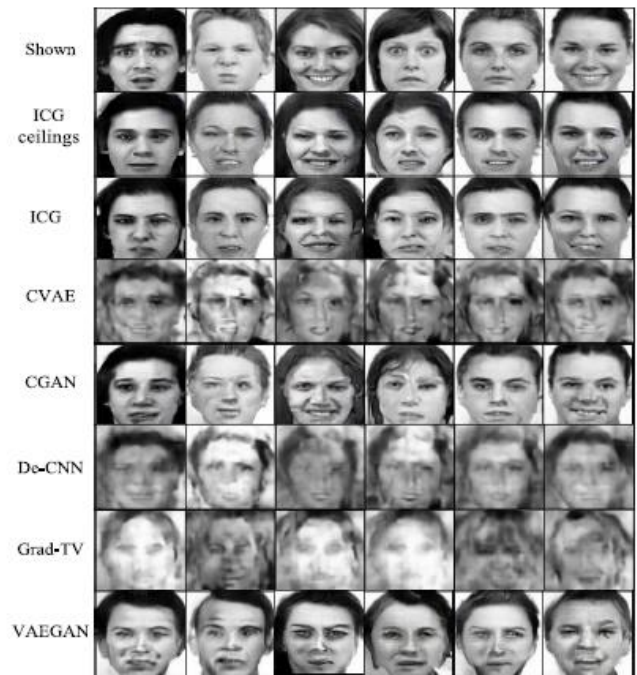 Shown
ICG
ceilings
ICG
CVAE
CGAN
De-CNN
Grad-TV
VAEGAN